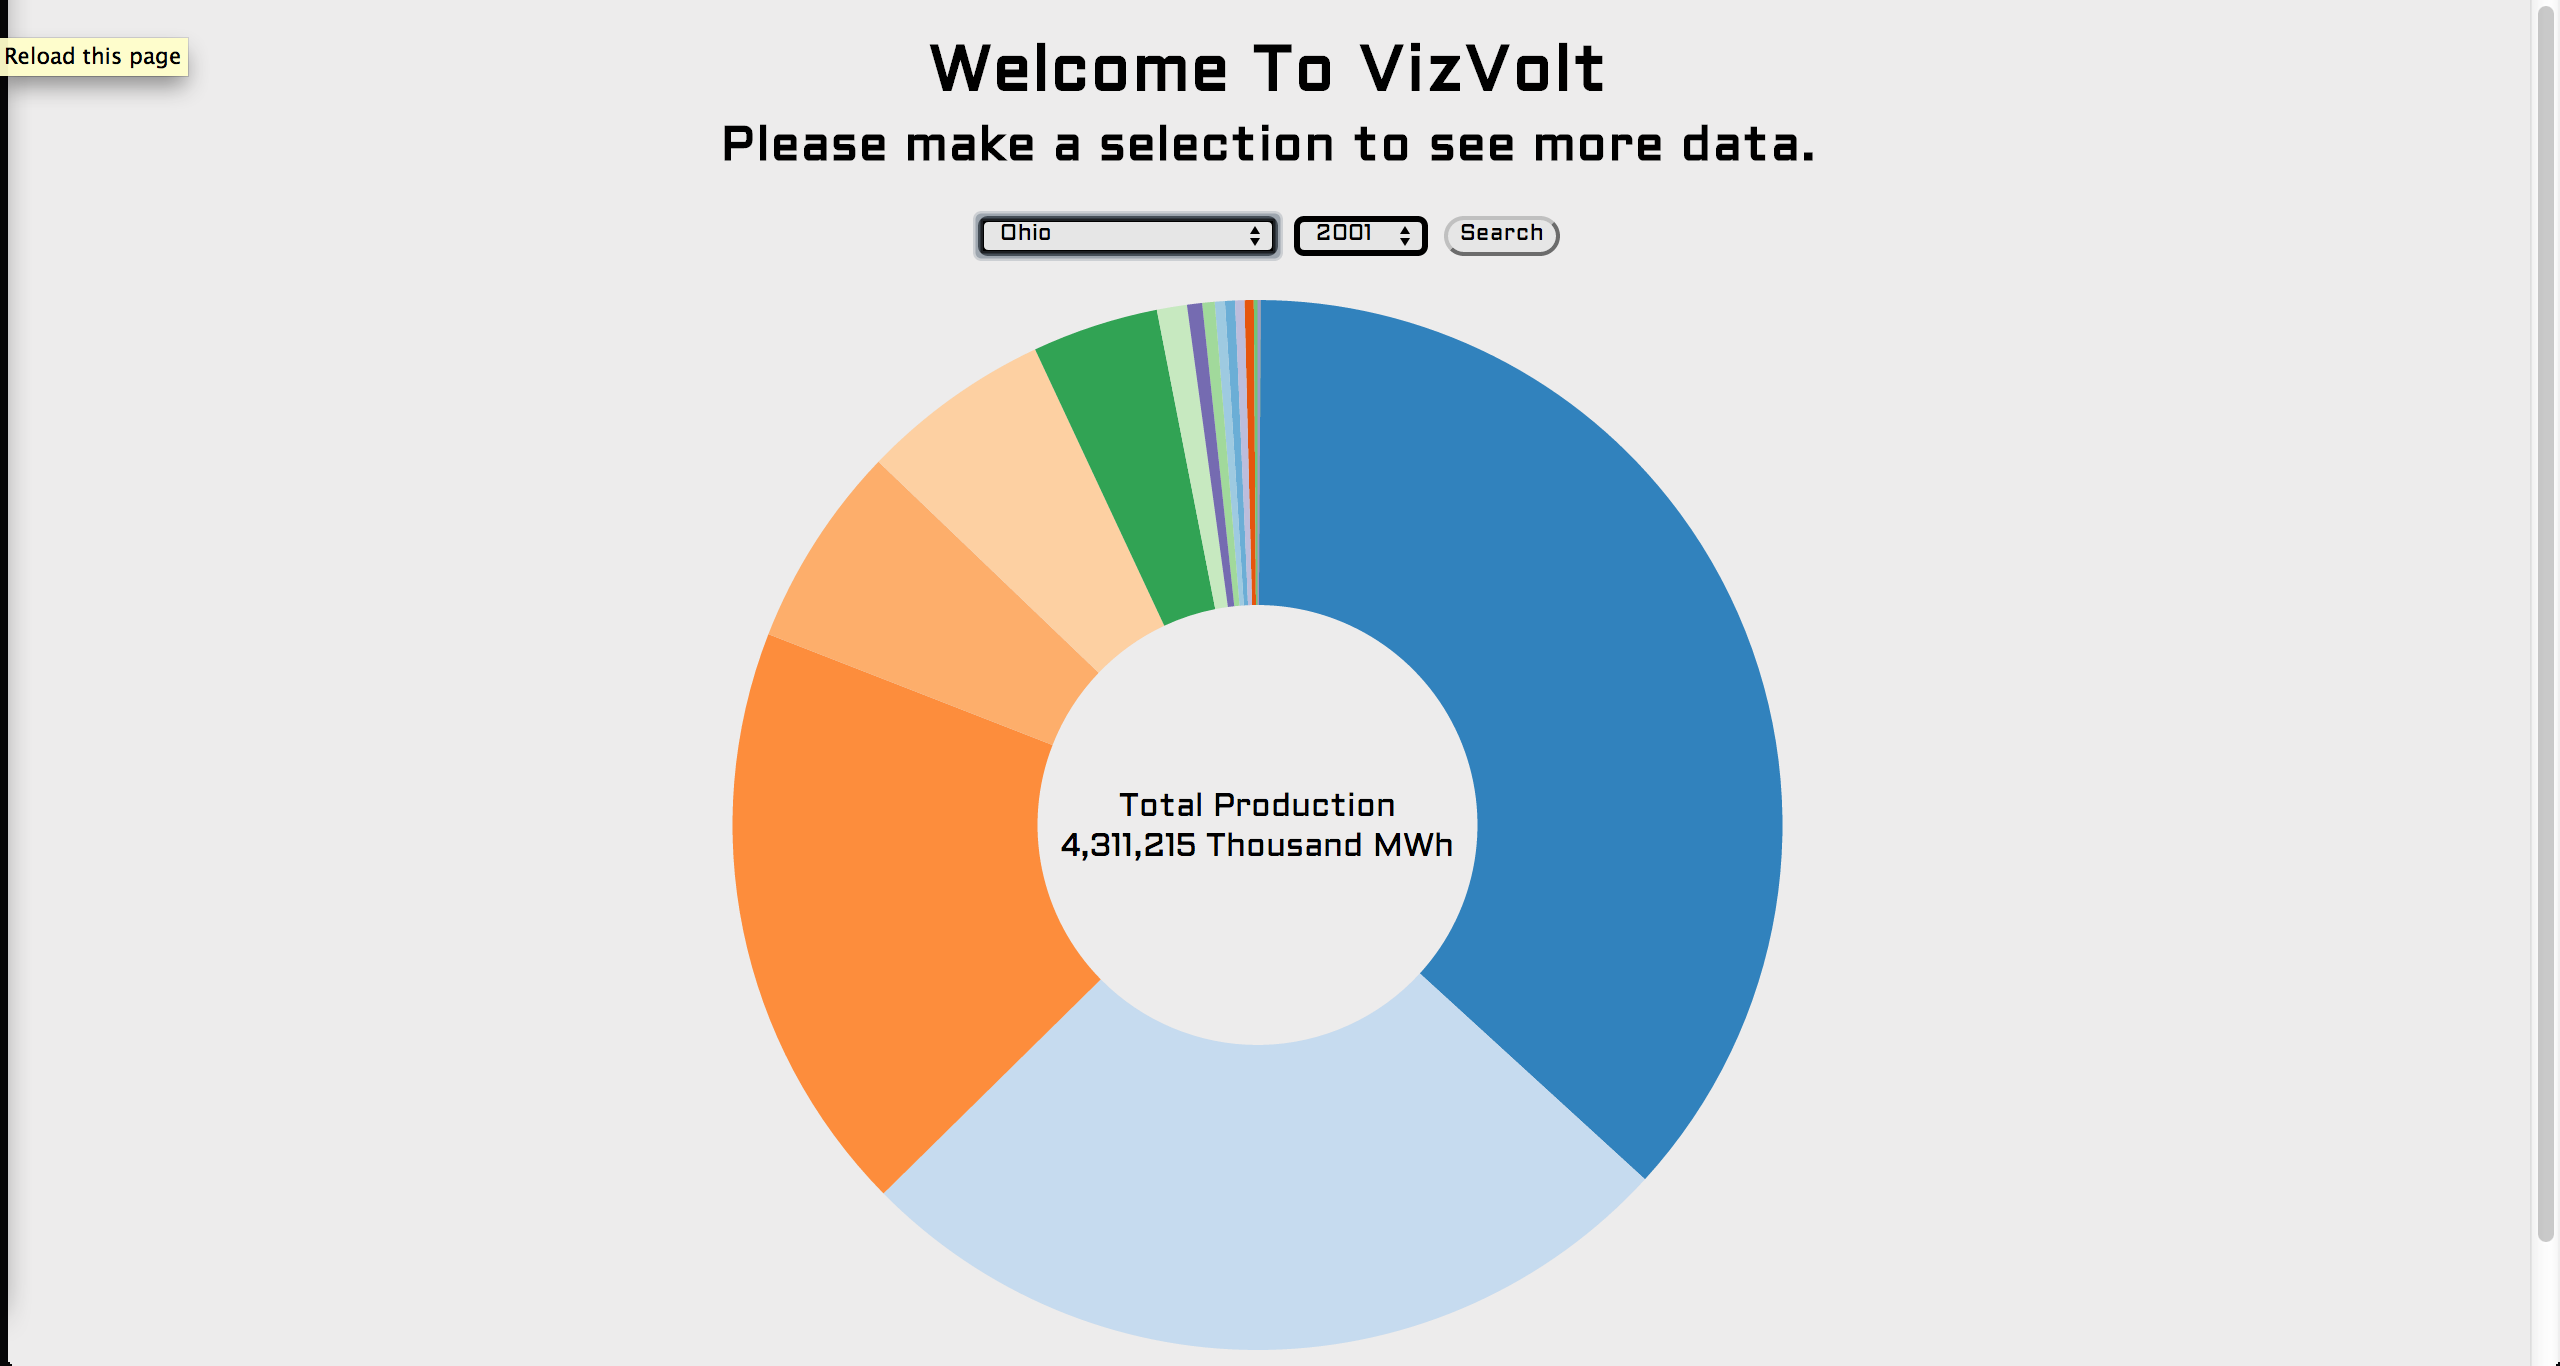 Reload this page
Welcome To VizVolt
Please make a selection to see more data.
Ohio 2001 Search
Total Production
4,311,215 Thousand MWh